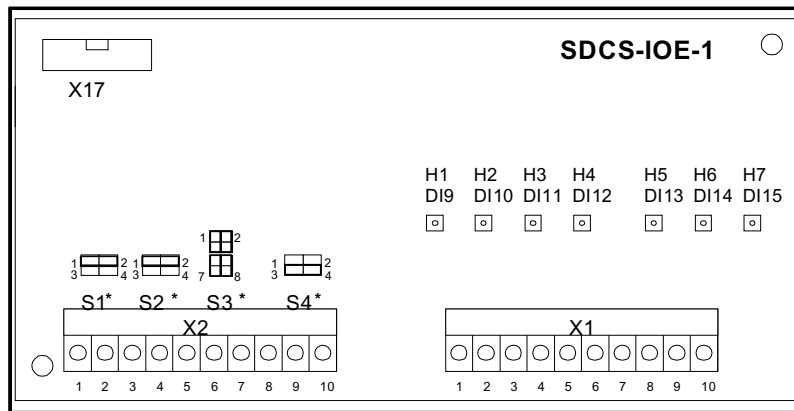 SDCS-IOE-1
X17
H1 H2 H3 H4 H5 H6 H7
DI9 DI10 DI11 DI12 DI13 DI14 DI15
1 2
1 2 1 2 1 2
3 4 3 4 7 8 3 4
S1* S2 * S3 * S4 *
X2 X1
1 2 3 4 5 6 7 8 9 10 1 2 3 4 5 6 7 8 9 10